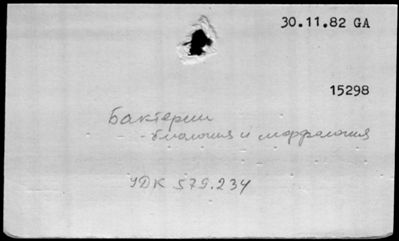 30.11.82 GA
15298
Бактерии
- биология и морфология
УДК 579.234